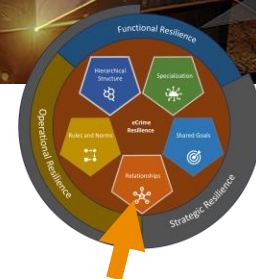 Functional Resilience
Hierarchical
Structure
Specialization
eCrime
Resilience
Rules and Norms
Shared Goals
Relationships
Operational Resilience
Strategic Resilience